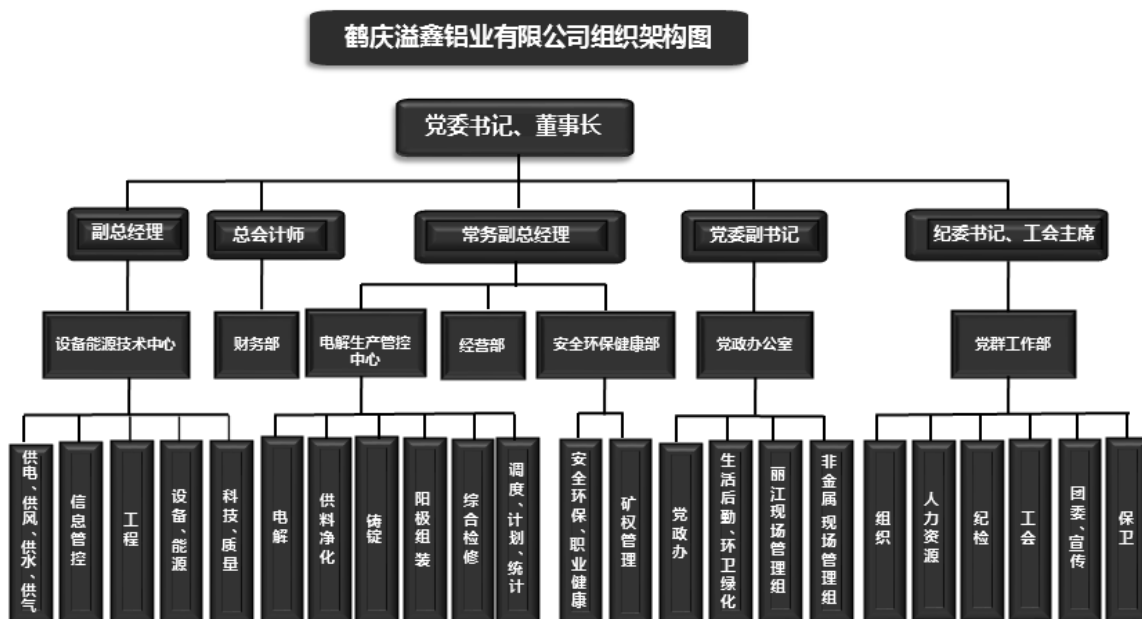 鹤庆溢鑫铝业有限公司组织架构图
党委书记、董事长
副总经理
总会计师
常务副总经理
党委副书记
纪委书记、工会主席
设备能源技术中心
财务部
电解生产管控
中心
经营部
安全环保健康部
党政办公室
党群工作部
供电、供风、供水、供气
信息管控
工程
设备、能源
科技、质量
电解
供料净化
铸锭
阳极组装
综合检修
调度、计划、统计
安全环保、职业健康
矿权管理
党政办
生活后勤、环卫绿化
丽江现场管理组
非金属 现场管理组
组织
人力资源
纪检
工会
团委、宣传
保卫